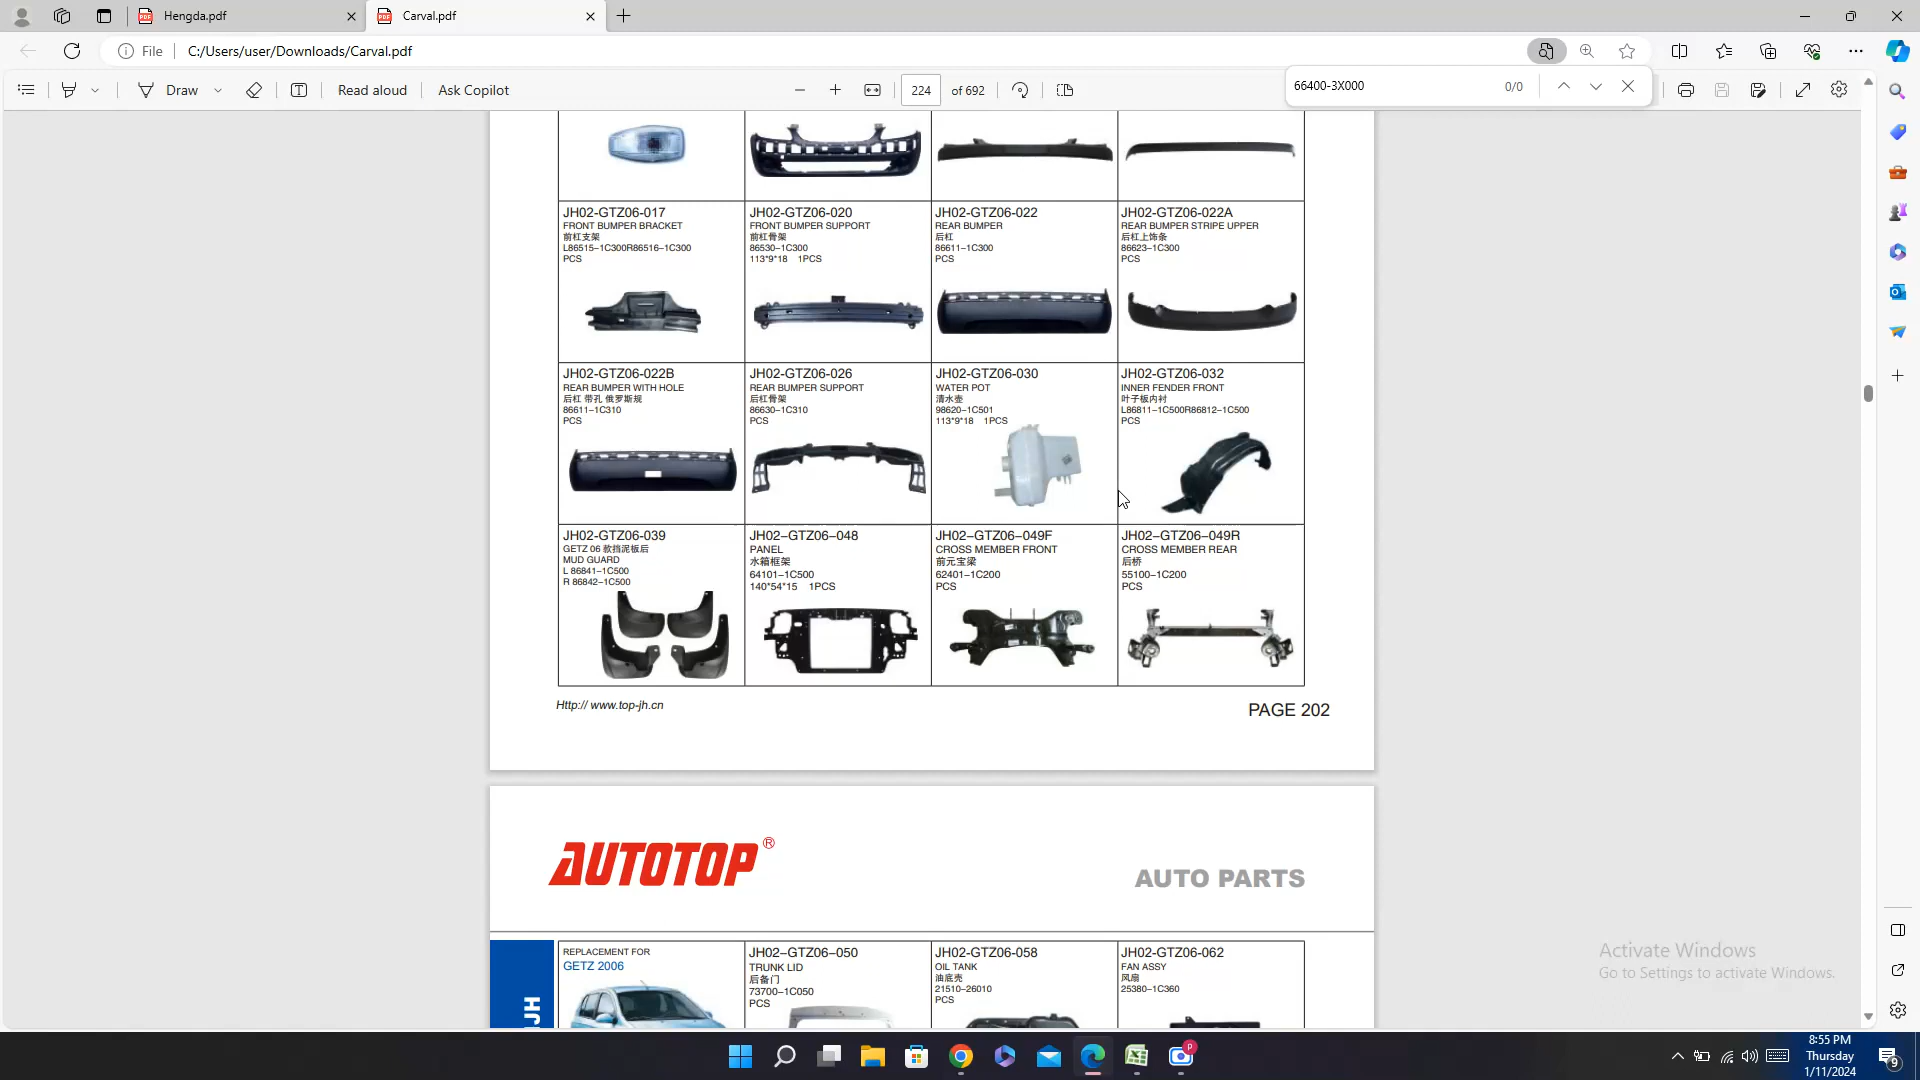 Hengda.pdf
Carval.pdf
File
C:/Users/user/Downloads/Carval.pdf
66400-3X000
0/0
Draw
Read aloud
Ask Copilot
224
of 692
JH02-GTZ06-017
FRONT BUMPER BRACKET
前杠支架
L86515-1C300R86516-1C300
PCS
JH02-GTZ06-020
FRONT BUMPER SUPPORT
前杠骨架
86530-1C300
113*9*18 1PCS
JH02-GTZ06-022
REAR BUMPER
后杠
86611-1C300
PCS
JH02-GTZ06-022A
REAR BUMPER STRIPE UPPER
后杠上饰条
86623-1C300
PCS
JH02-GTZ06-022B
REAR BUMPER WITH HOLE
后杠 带孔 俄罗斯规
86611-1C310
PCS
JH02-GTZ06-026
REAR BUMPER SUPPORT
后杠骨架
86630-1C310
PCS
JH02-GTZ06-030
WATER POT
清水壶
98620-1C501
113*9*18 1PCS
JH02-GTZ06-032
INNER FENDER FRONT
叶子板内衬
L86811-1C500R86812-1C500
PCS
JH02-GTZ06-039
GETZ 06 款挡泥板后
MUD GUARD
L 86841-1C500
R 86842-1C500
JH02-GTZ06-048
PANEL
水箱框架
64101-1C500
140*54*15 1PCS
JH02-GTZ06-049F
CROSS MEMBER FRONT
前元宝梁
62401-1C200
PCS
JH02-GTZ06-049R
CROSS MEMBER REAR
后桥
55100-1C200
PCS
Http:// www.top-jh.cn
PAGE 202
AUTOTOP®
AUTO PARTS
JH
REPLACEMENT FOR
GETZ 2006
JH02-GTZ06-050
TRUNK LID
后备门
73700-1C050
PCS
JH02-GTZ06-058
OIL TANK
油底壳
21510-26010
PCS
JH02-GTZ06-062
FAN ASSY
风扇
25380-1C360
Activate Windows
Go to Settings to activate Windows.
8:55 PM
Thursday
1/11/2024
9